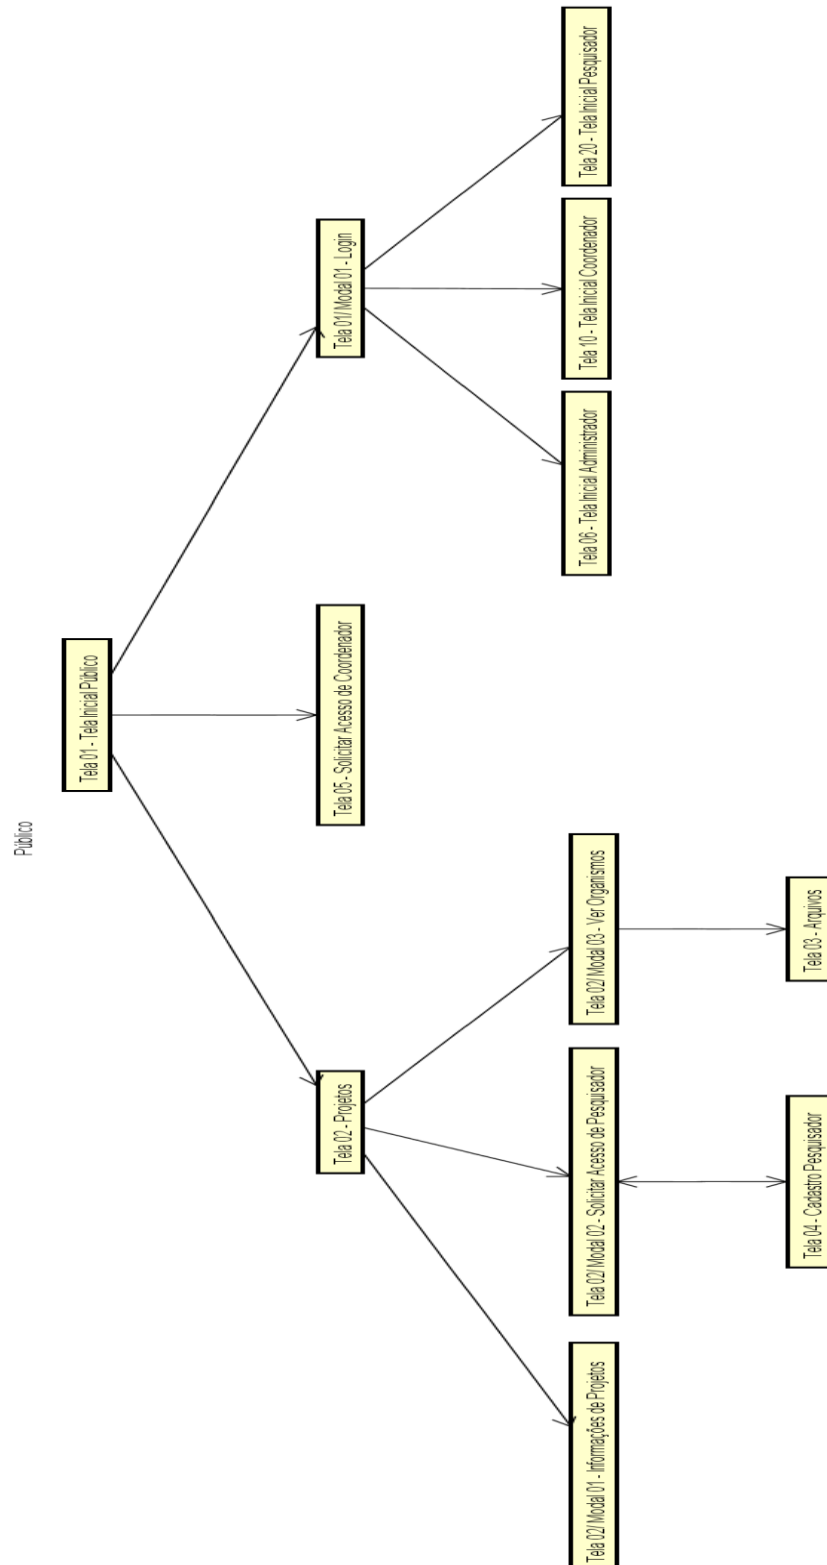 Público
Tela 01 - Tela Inicial Público
Tela 02 - Projetos
Tela 05 - Solicitar Acesso de Coordenador
Tela 01/ Modal 01 - Login
Tela 02/ Modal 01 - Informações de Projetos
Tela 02/ Modal 02 - Solicitar Acesso de Pesquisador
Tela 02/ Modal 03 - Ver Organismos
Tela 06 - Tela Inicial Administrador
Tela 10 - Tela Inicial Coordenador
Tela 20 - Tela Inicial Pesquisador
Tela 04 - Cadastro Pesquisador
Tela 03 - Arquivos